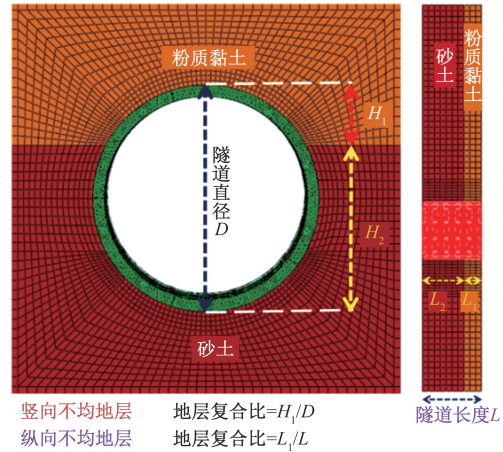 粉质黏土
隧道直径D
H₁
H₂
砂土
砂土
粉质黏土
L₂
L₁
隧道长度L
竖向不均地层 地层复合比=H₁/D
纵向不均地层 地层复合比=L₁/L